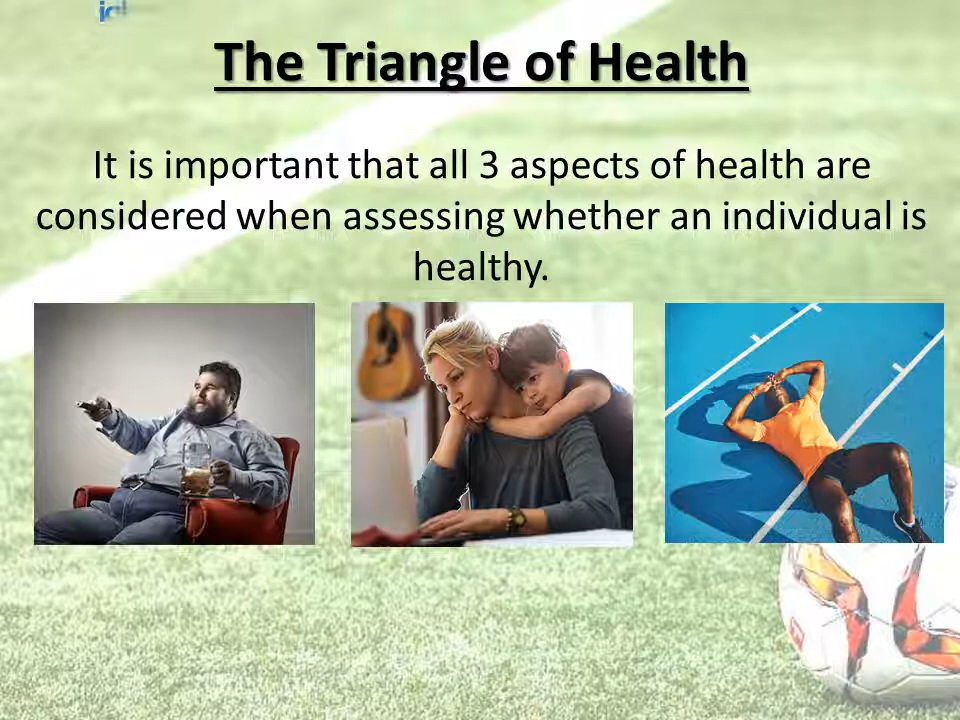 The Triangle of Health
It is important that all 3 aspects of health are
considered when assessing whether an individual is
healthy.